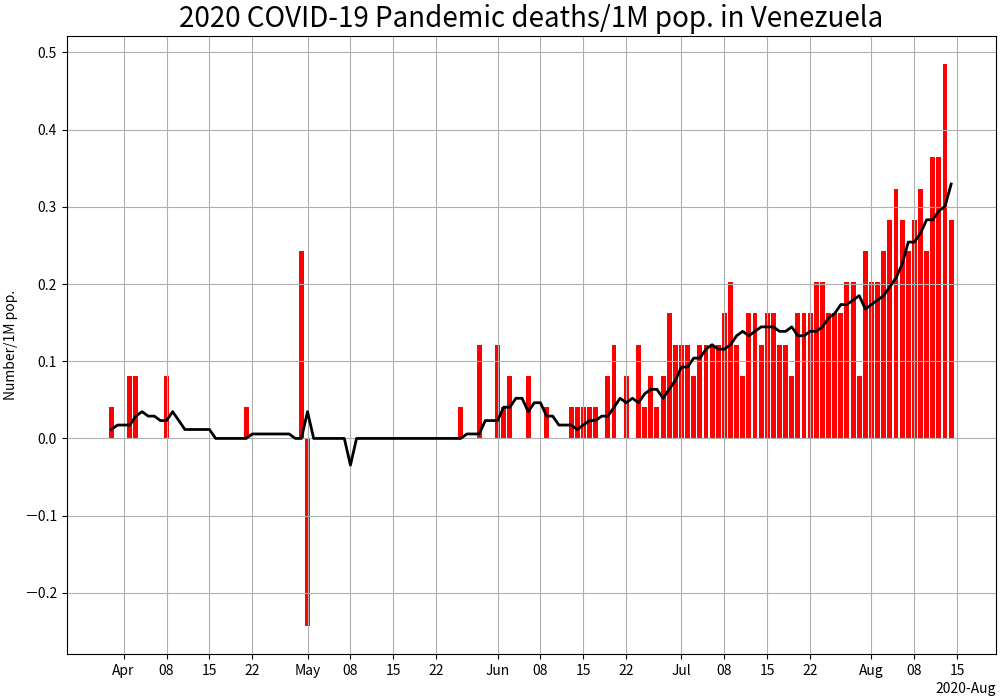 2020 COVID-19 Pandemic deaths/1M pop. in Venezuela
Number/1M pop.
0.5
0.4
0.3
0.2
0.1
0.0
−0.1
−0.2
Apr 08 15 22 May 08 15 22 Jun 08 15 22 Jul 08 15 22 Aug 08 15
2020-Aug